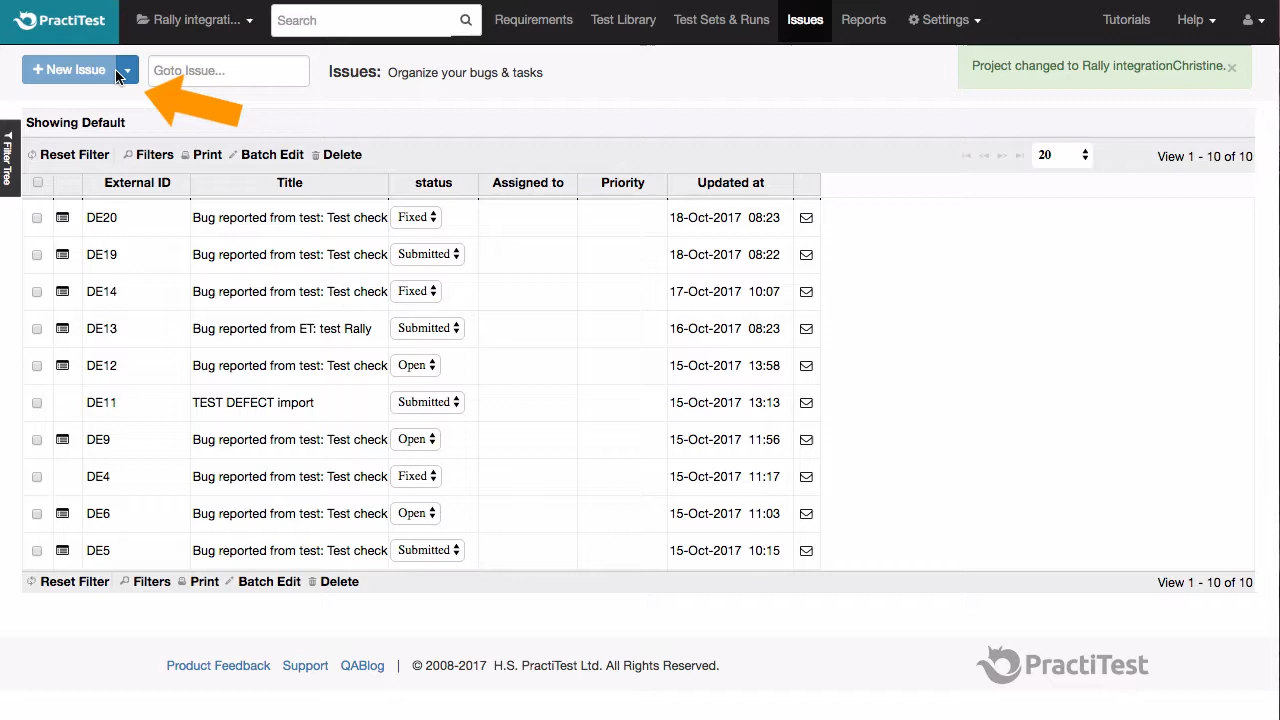 PractiTest
Rally integrati...
Search
Requirements
Test Library
Test Sets & Runs
Issues
Reports
Settings
Tutorials
Help
+ New Issue
Goto Issue...
Issues: Organize your bugs & tasks
Project changed to Rally integrationChristine. ×
Filter Tree
Showing Default
Reset Filter Filters Print Batch Edit Delete
20
View 1 - 10 of 10
External ID Title status Assigned to Priority Updated at
DE20 Bug reported from test: Test check Fixed 18-Oct-2017 08:23
DE19 Bug reported from test: Test check Submitted 18-Oct-2017 08:22
DE14 Bug reported from test: Test check Fixed 17-Oct-2017 10:07
DE13 Bug reported from ET: test Rally Submitted 16-Oct-2017 08:23
DE12 Bug reported from test: Test check Open 15-Oct-2017 13:58
DE11 TEST DEFECT import Submitted 15-Oct-2017 13:13
DE9 Bug reported from test: Test check Open 15-Oct-2017 11:56
DE4 Bug reported from test: Test check Fixed 15-Oct-2017 11:17
DE6 Bug reported from test: Test check Open 15-Oct-2017 11:03
DE5 Bug reported from test: Test check Submitted 15-Oct-2017 10:15
Reset Filter Filters Print Batch Edit Delete
View 1 - 10 of 10
Product Feedback Support QABlog | © 2008-2017 H.S. PractiTest Ltd. All Rights Reserved.
PractiTest